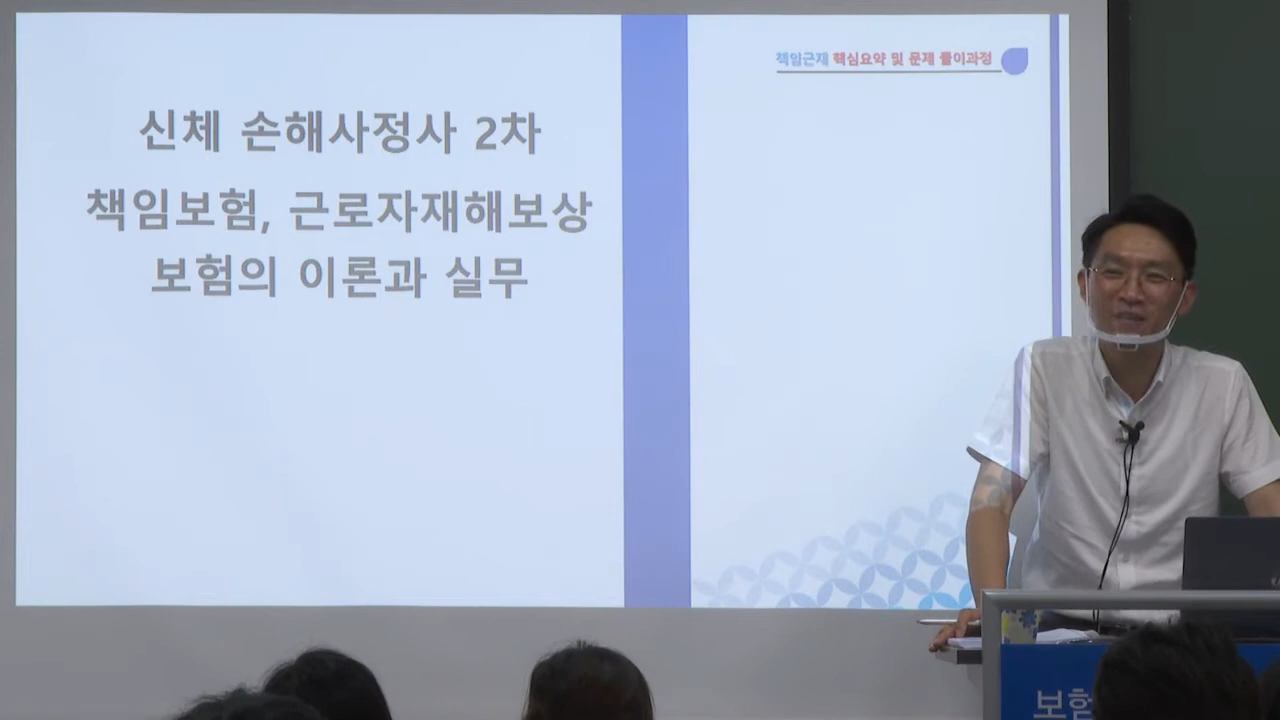 신체 손해사정사 2차
책임보험, 근로자재해보상
보험의 이론과 실무
책임근재 핵심요약 및 문제 풀이과정
보험